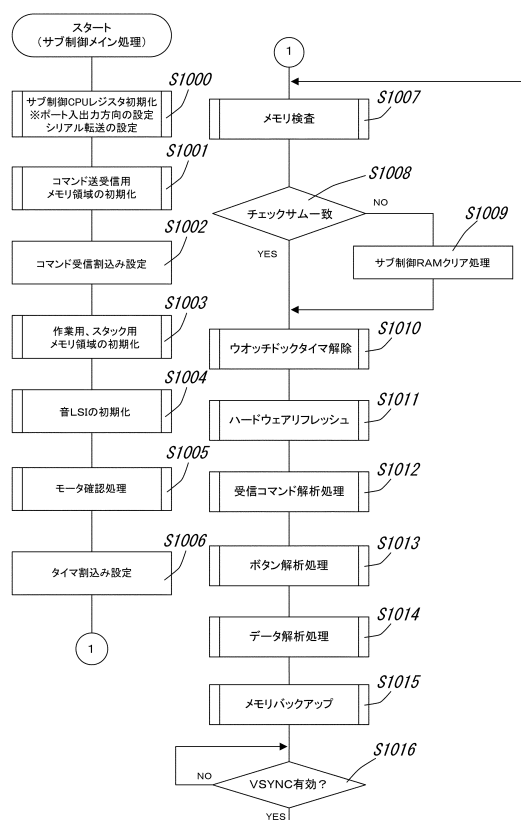 スタート
(サブ制御メイン処理)
S1000
サブ制御CPUレジスタ初期化
※ポート入出力方向の設定
シリアル転送の設定
S1001
コマンド送受信用
メモリ領域の初期化
S1002
コマンド受信割込み設定
S1003
作業用、スタック用
メモリ領域の初期化
S1004
音LSIの初期化
S1005
モータ確認処理
S1006
タイマ割込み設定
1
1
S1007
メモリ検査
S1008
チェックサム一致
NO
YES
S1009
サブ制御RAMクリア処理
S1010
ウオッチドックタイマ解除
S1011
ハードウェアリフレッシュ
S1012
受信コマンド解析処理
S1013
ボタン解析処理
S1014
データ解析処理
S1015
メモリバックアップ
S1016
VSYNC有効?
NO
YES